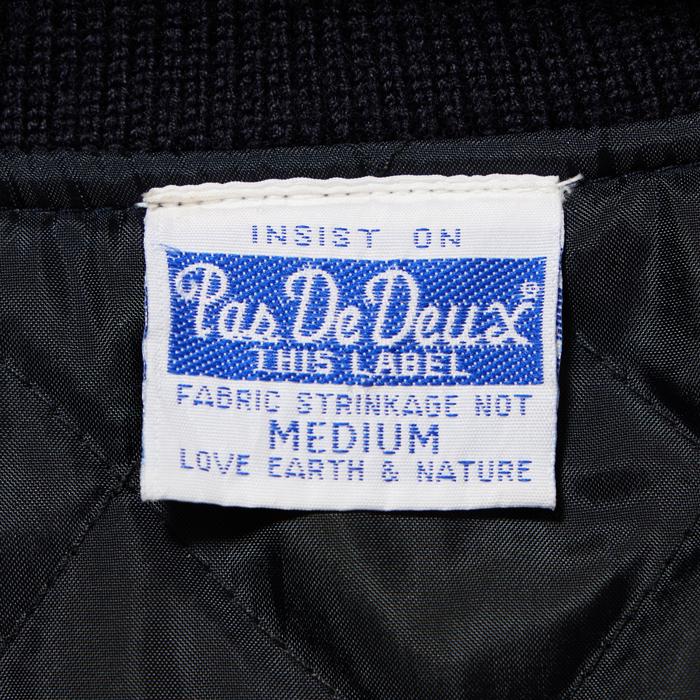 INSIST ON
Pas De Deux®
THIS LABEL
FABRIC STRINKAGE NOT
MEDIUM
LOVE EARTH & NATURE